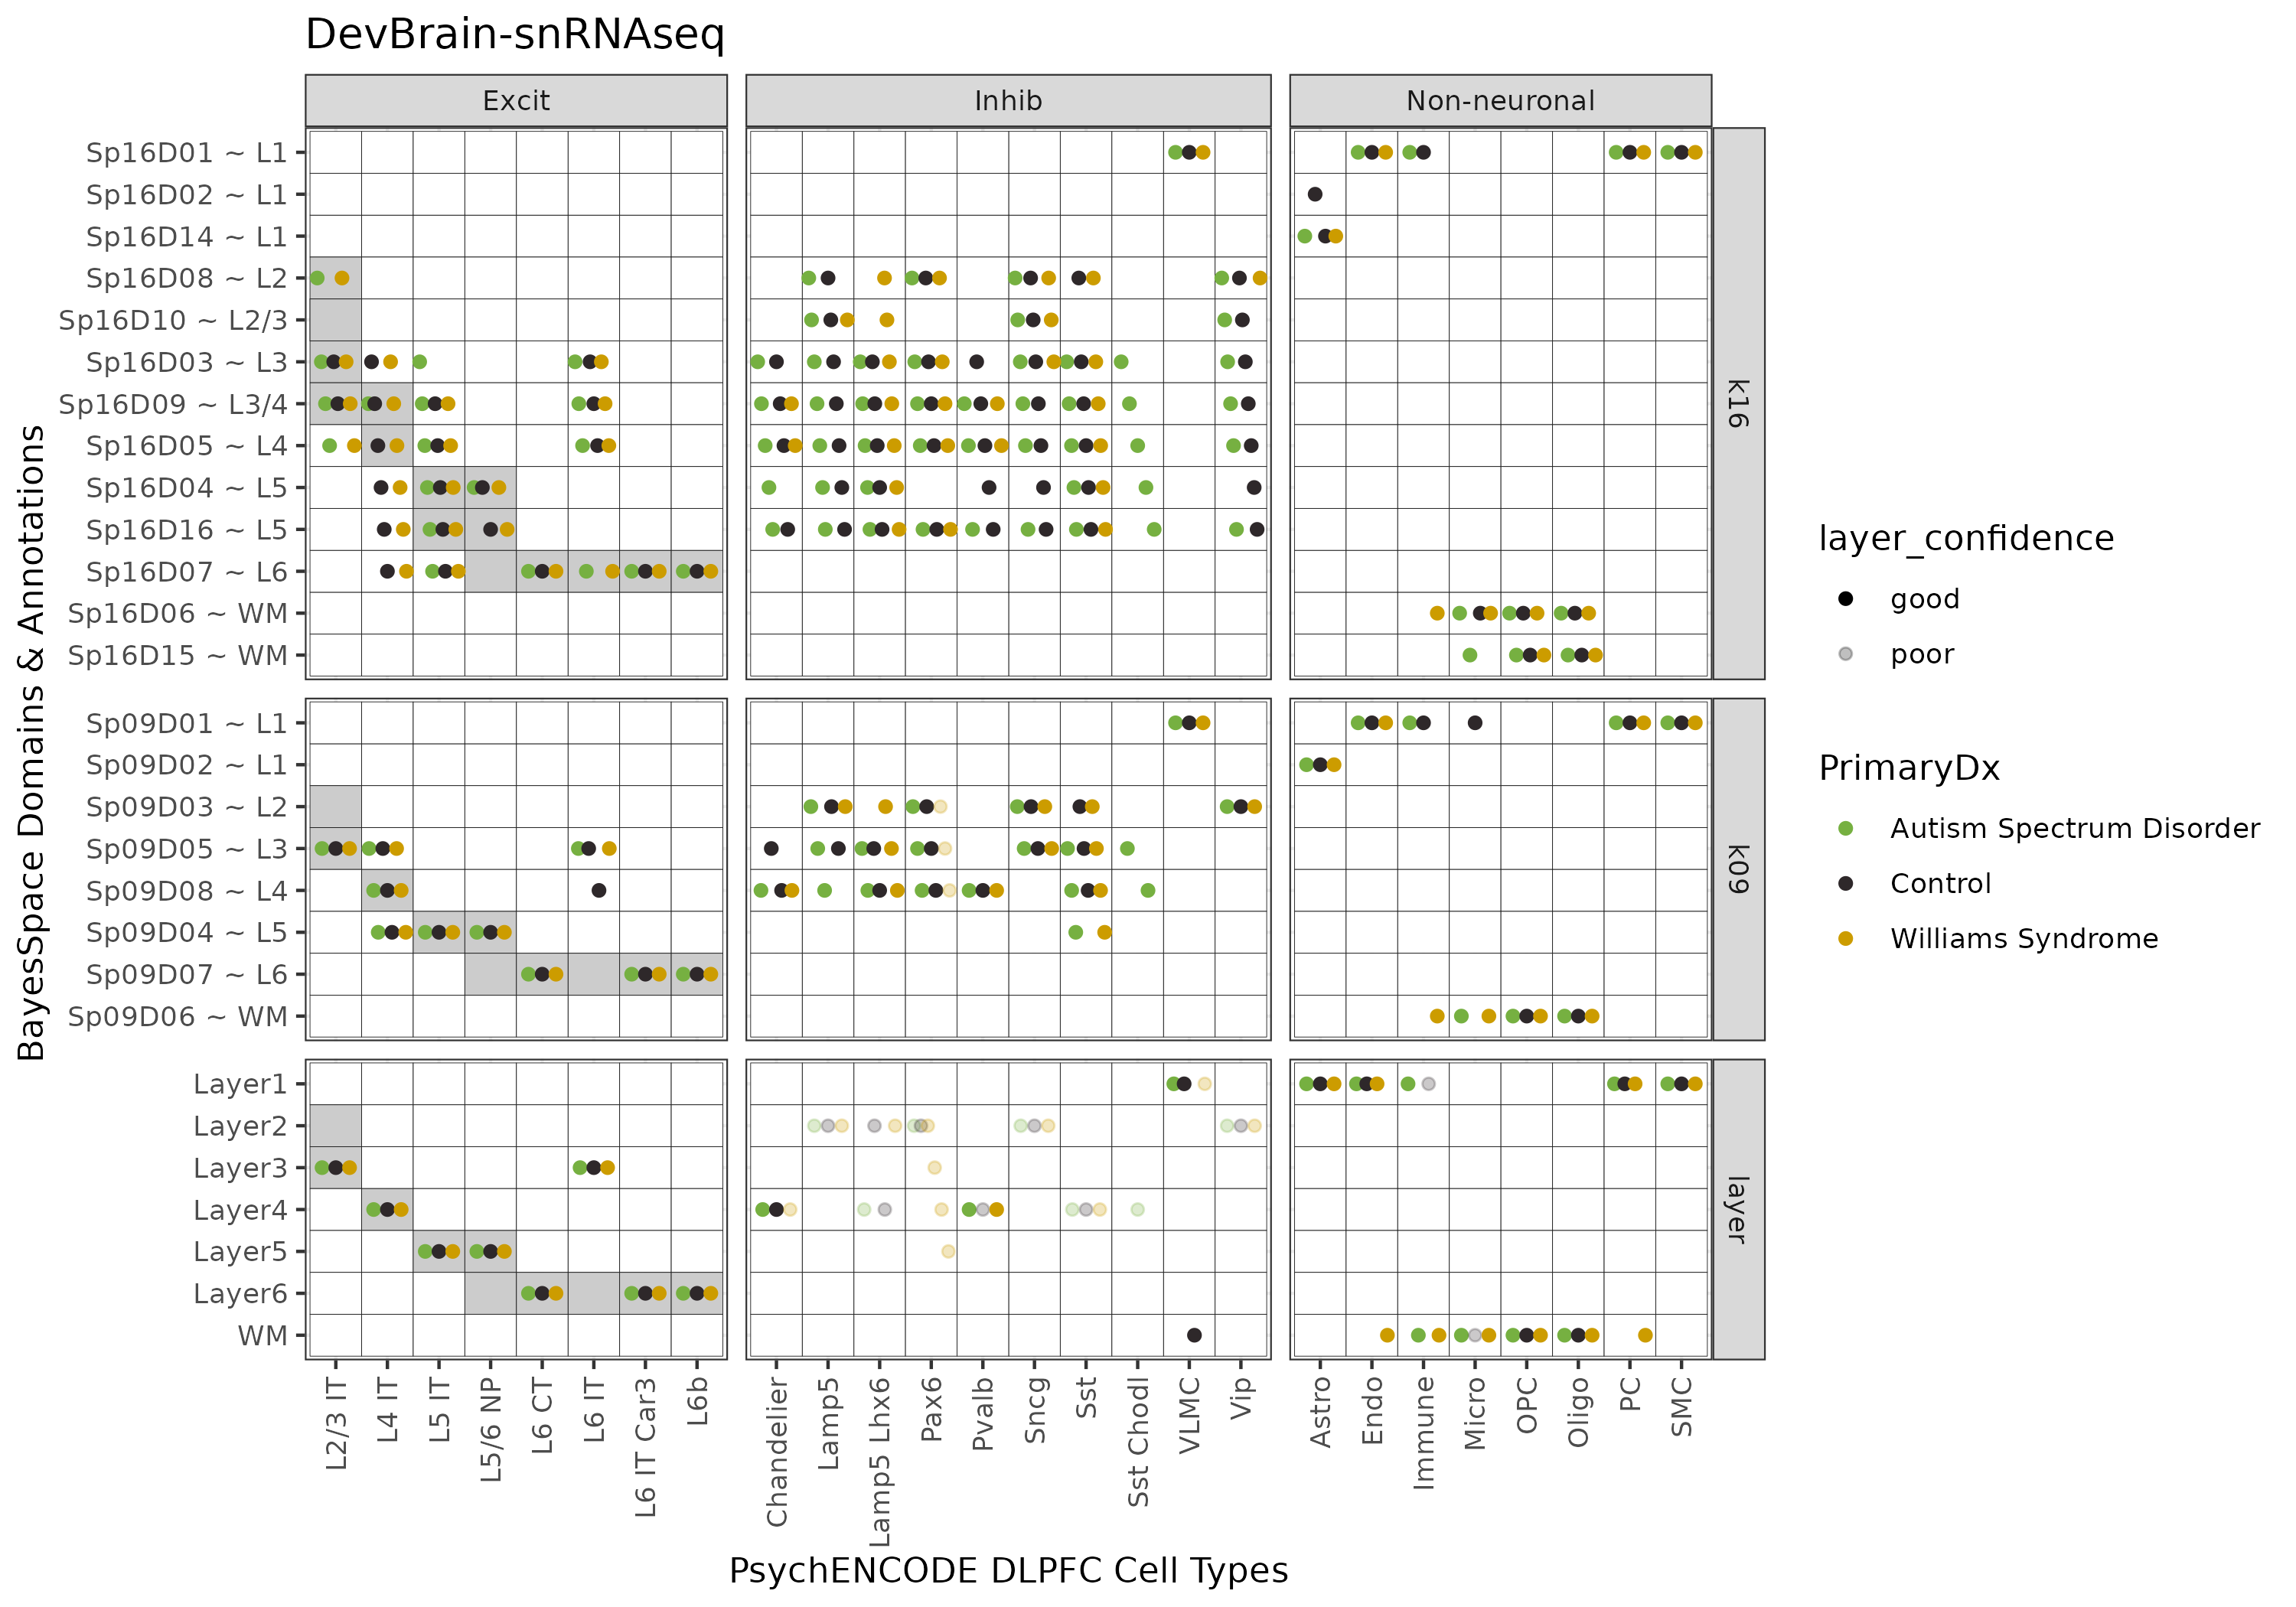 DevBrain-snRNAseq
Excit
Inhib
Non-neuronal
Sp16D01 ~ L1
Sp16D02 ~ L1
Sp16D14 ~ L1
Sp16D08 ~ L2
Sp16D10 ~ L2/3
Sp16D03 ~ L3
Sp16D09 ~ L3/4
Sp16D05 ~ L4
Sp16D04 ~ L5
Sp16D16 ~ L5
Sp16D07 ~ L6
Sp16D06 ~ WM
Sp16D15 ~ WM
k16
Sp09D01 ~ L1
Sp09D02 ~ L1
Sp09D03 ~ L2
Sp09D05 ~ L3
Sp09D08 ~ L4
Sp09D04 ~ L5
Sp09D07 ~ L6
Sp09D06 ~ WM
k09
Layer1
Layer2
Layer3
Layer4
Layer5
Layer6
WM
layer
BayesSpace Domains & Annotations
L2/3 IT
L4 IT
L5 IT
L5/6 NP
L6 CT
L6 IT
L6 IT Car3
L6b
Chandelier
Lamp5
Lamp5 Lhx6
Pax6
Pvalb
Sncg
Sst
Sst Chodl
VLMC
Vip
Astro
Endo
Immune
Micro
OPC
Oligo
PC
SMC
PsychENCODE DLPFC Cell Types
layer_confidence
good
poor
PrimaryDx
Autism Spectrum Disorder
Control
Williams Syndrome